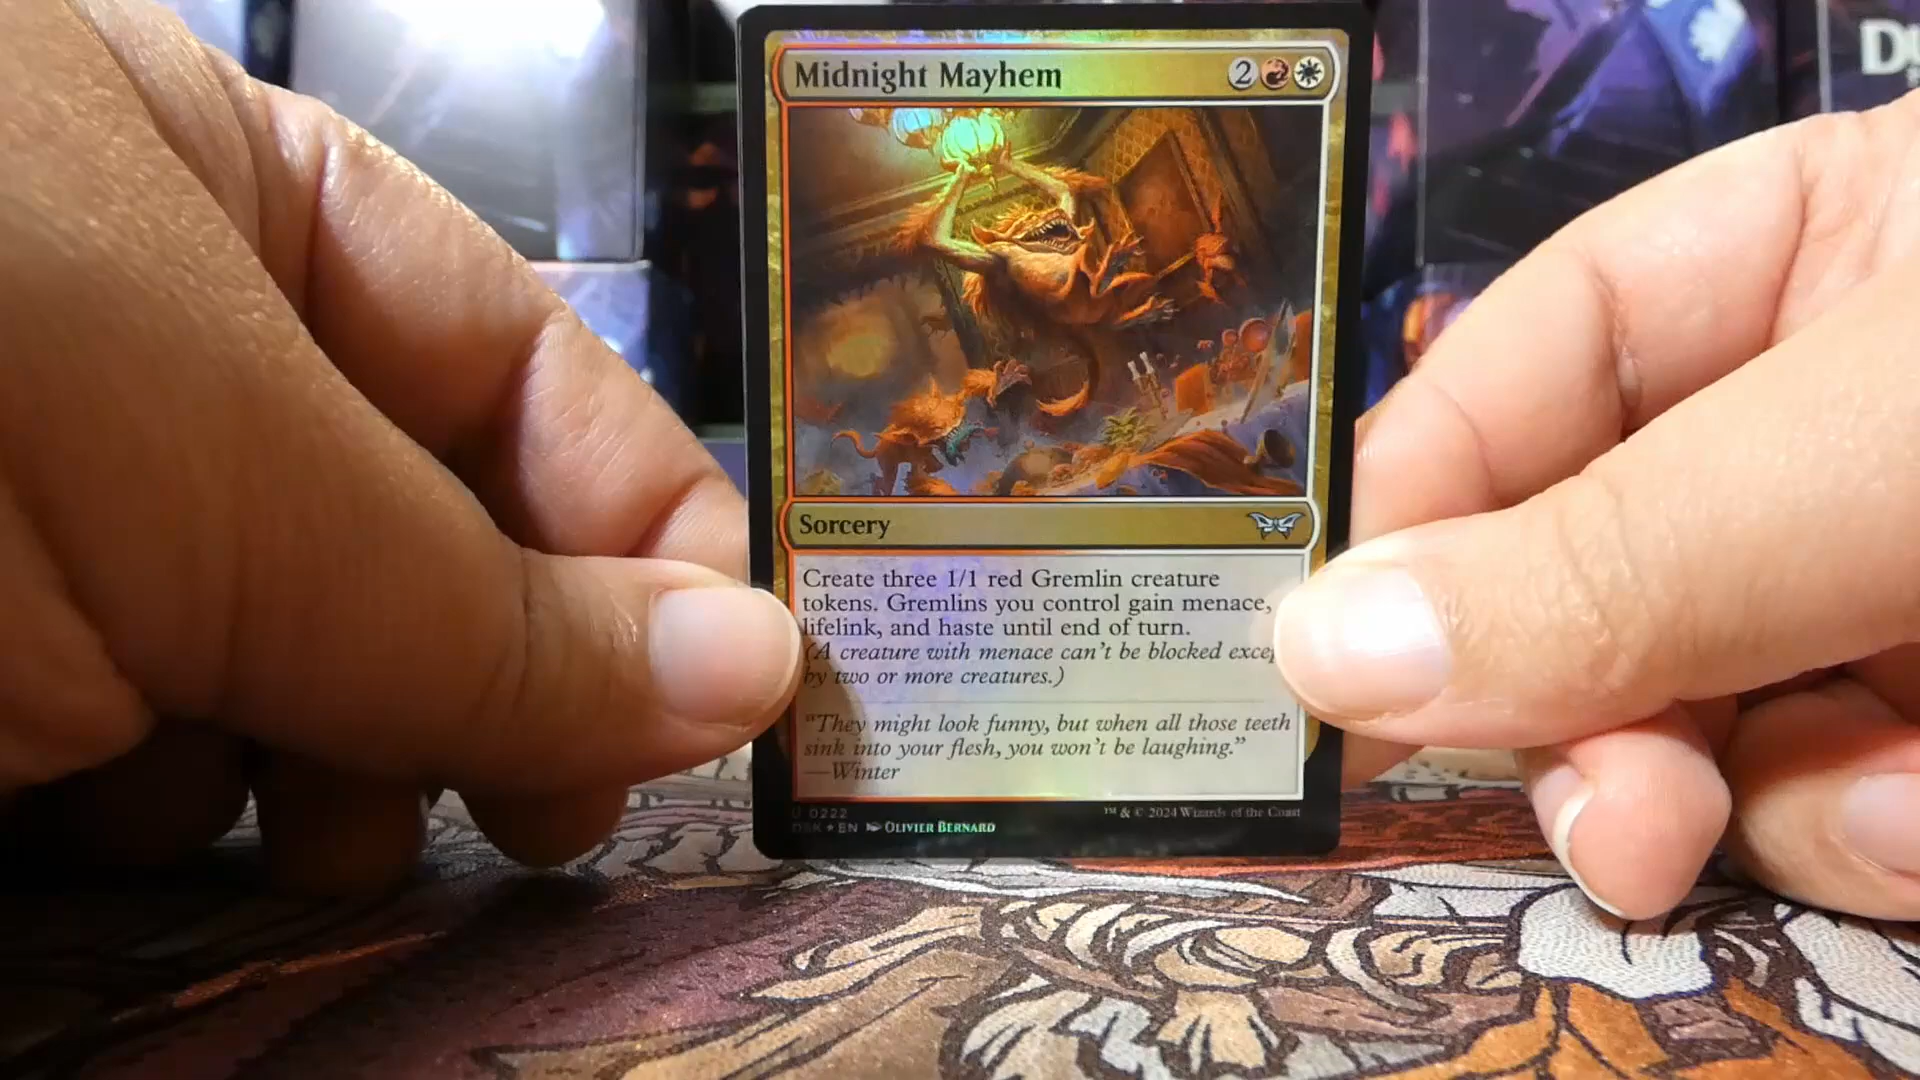 Midnight Mayhem 2
Du
Sorcery
Create three 1/1 red Gremlin creature
tokens. Gremlins you control gain menace,
lifelink, and haste until end of turn.
(A creature with menace can't be blocked excep
by two or more creatures.)
"They might look funny, but when all those teeth
sink into your flesh, you won't be laughing."
—Winter
U 0222
DSK ★ EN OLIVIER BERNARD
™ & © 2024 Wizards of the Coast